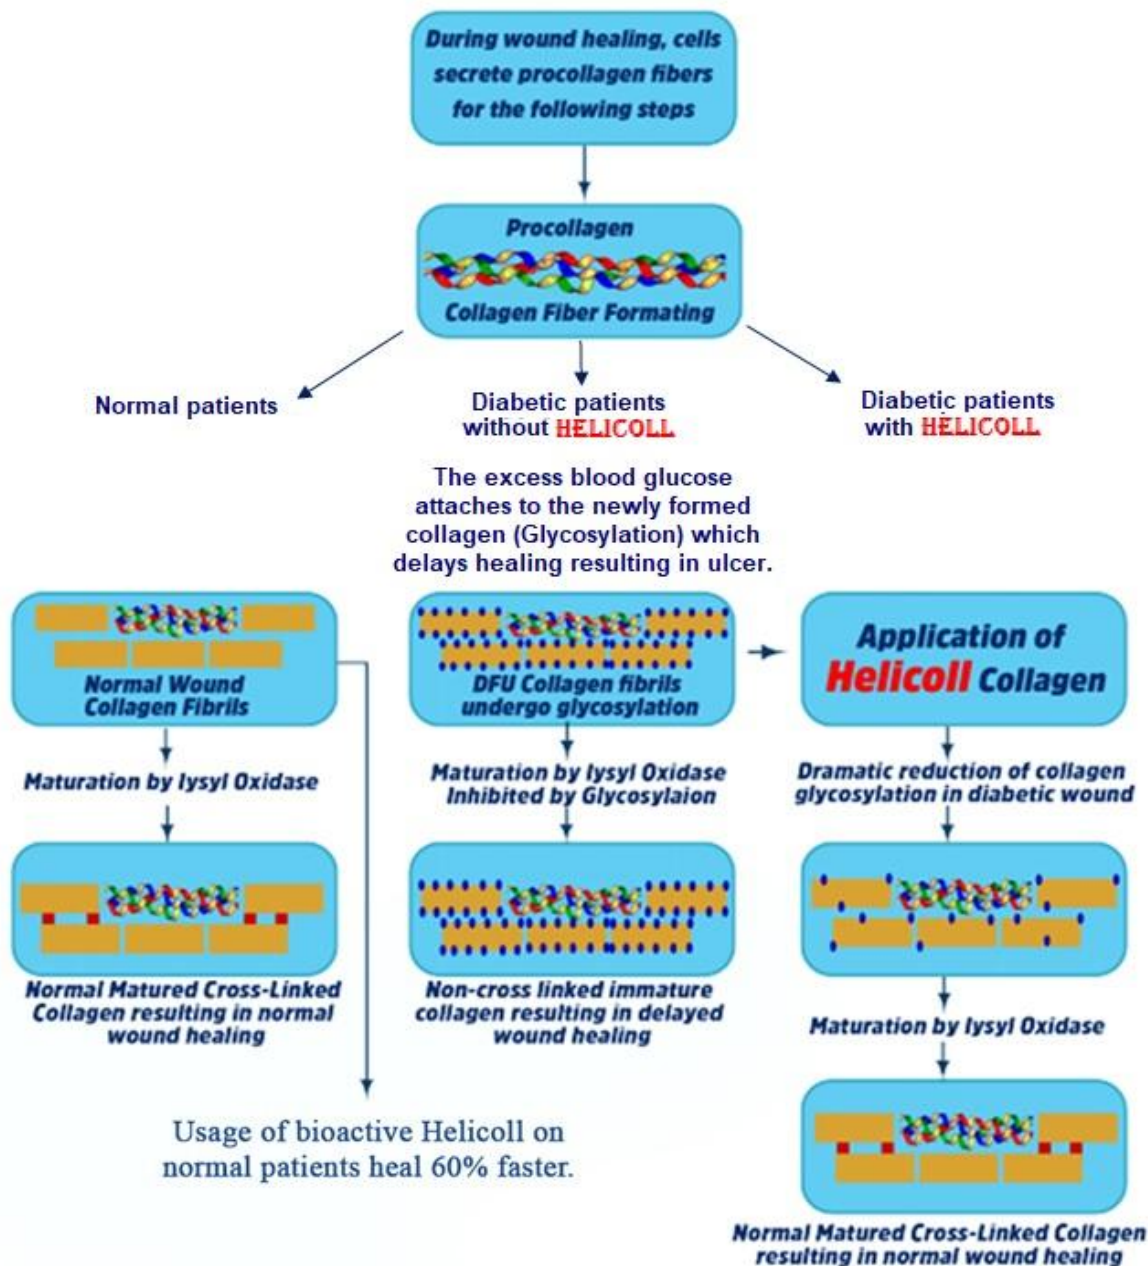 During wound healing, cells
secrete procollagen fibers
for the following steps
Procollagen
Collagen Fiber Formating
Normal patients
Diabetic patients
without HELICOLL
Diabetic patients
with HELICOLL
The excess blood glucose
attaches to the newly formed
collagen (Glycosylation) which
delays healing resulting in ulcer.
Normal Wound
Collagen Fibrils
Maturation by lysyl Oxidase
Normal Matured Cross-Linked
Collagen resulting in normal
wound healing
Usage of bioactive Helicoll on
normal patients heal 60% faster.
DFU Collagen fibrils
undergo glycosylation
Maturation by lysyl Oxidase
Inhibited by Glycosylaion
Non-cross linked immature
collagen resulting in delayed
wound healing
Application of
Helicoll Collagen
Dramatic reduction of collagen
glycosylation in diabetic wound
Maturation by lysyl Oxidase
Normal Matured Cross-Linked Collagen
resulting in normal wound healing